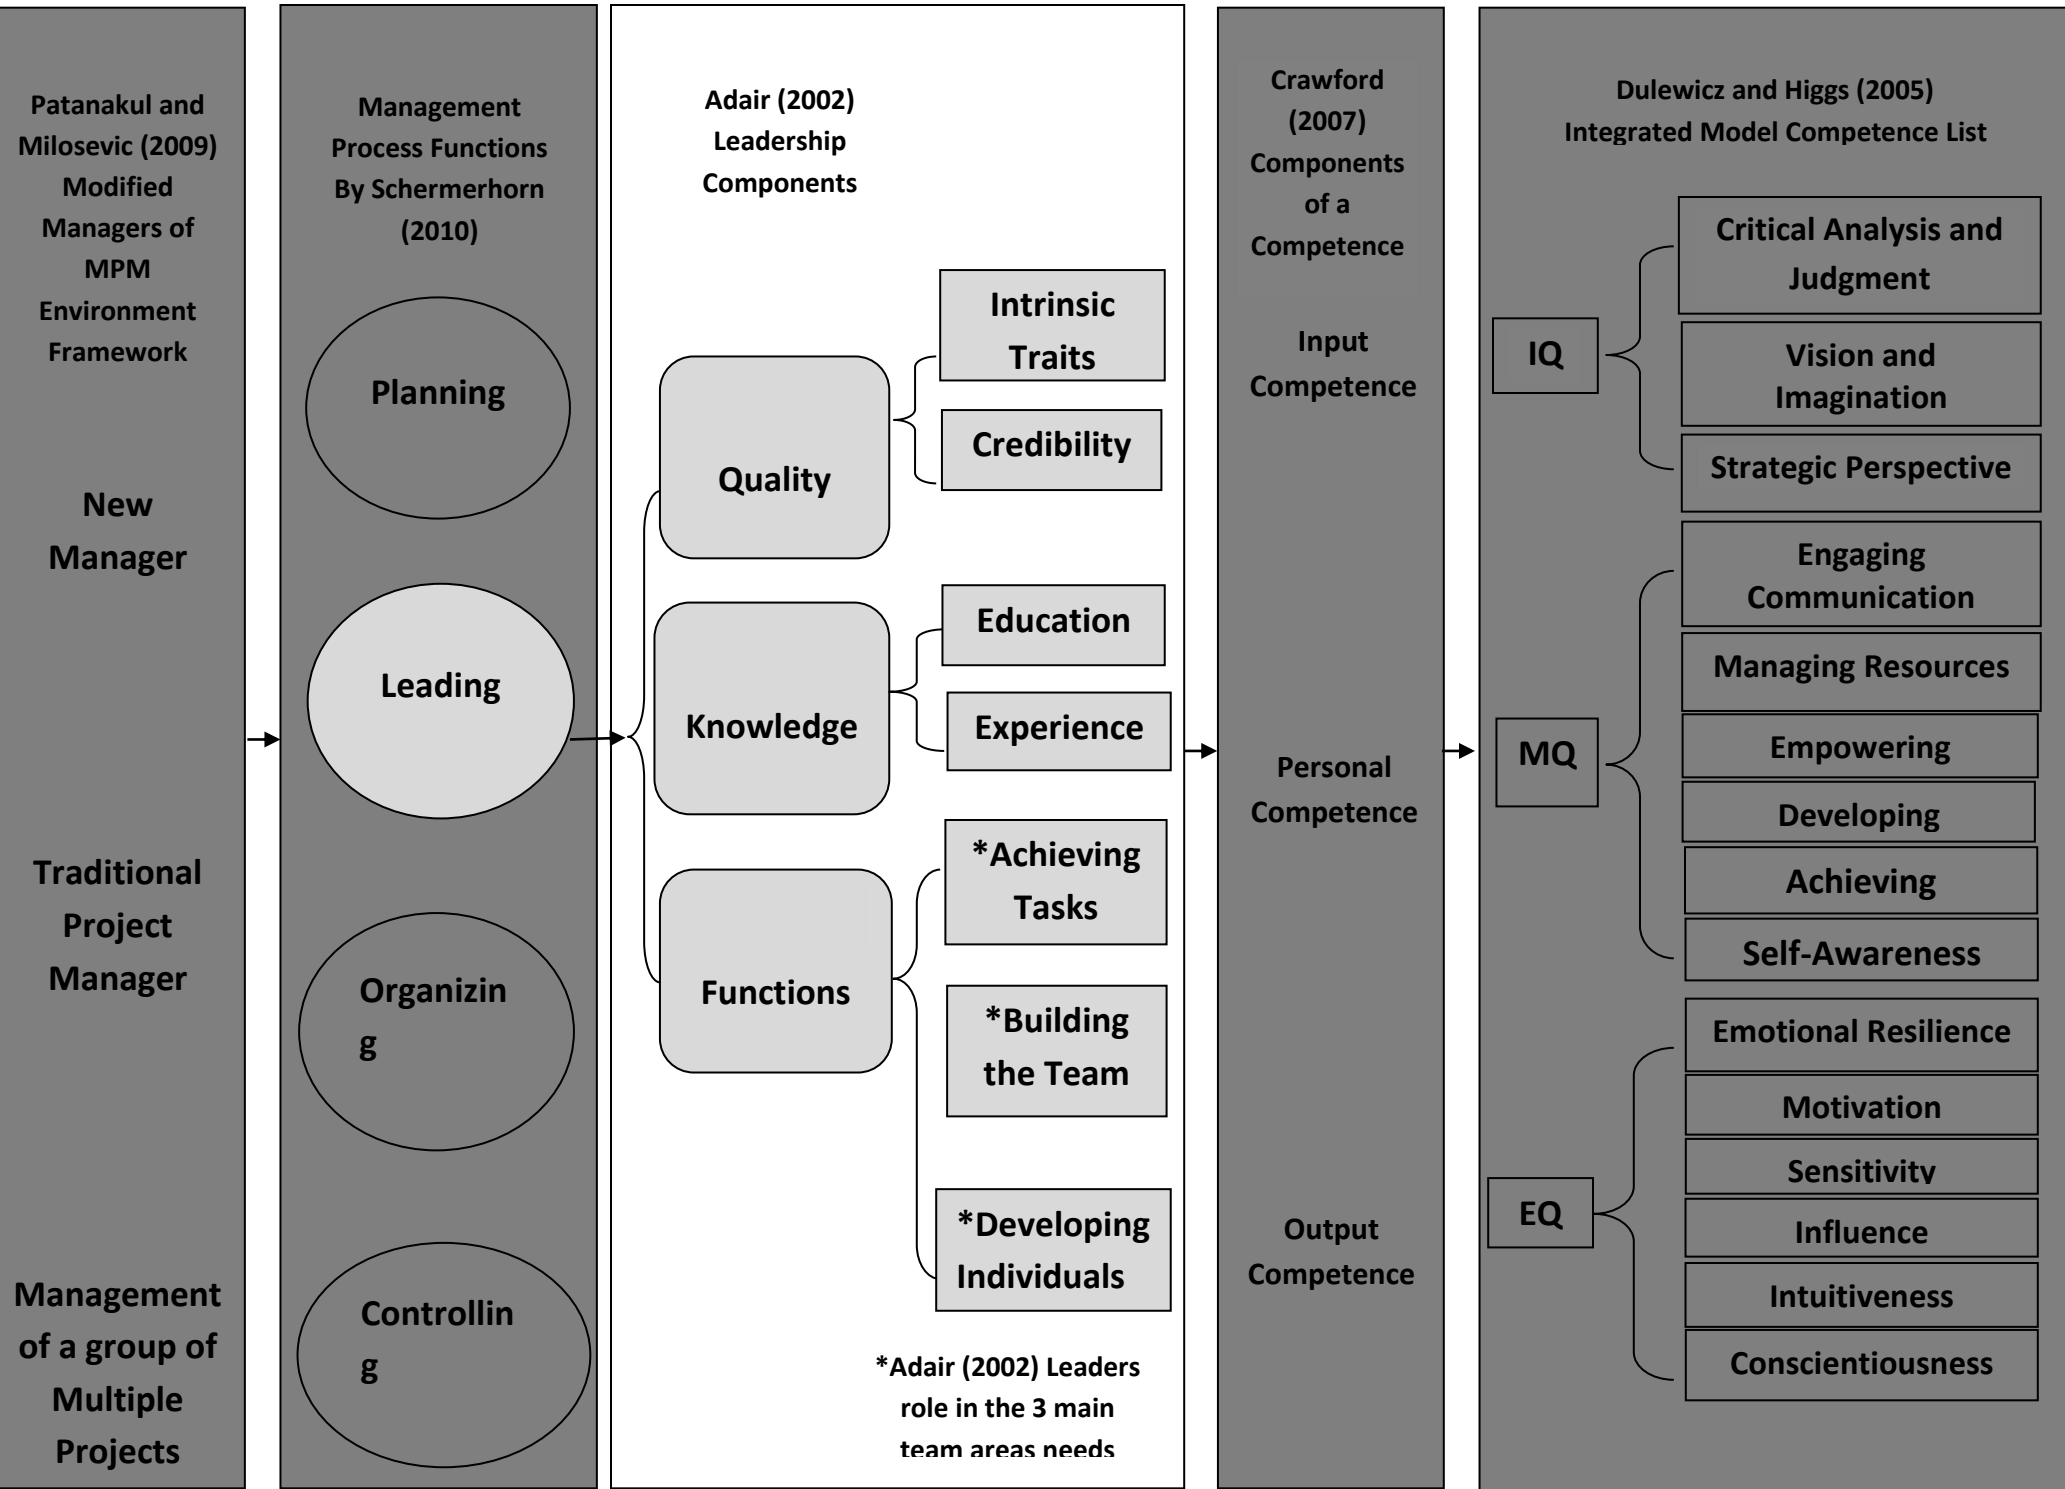 Patanakul and
Milosevic (2009)
Modified
Managers of
MPM
Environment
Framework
New
Manager
Traditional
Project
Manager
Management
of a group of
Multiple
Projects
Management
Process Functions
By Schermerhorn
(2010)
Planning
Leading
Organizin
g
Controllin
g
Adair (2002)
Leadership
Components
Quality
Intrinsic
Traits
Credibility
Knowledge
Education
Experience
Functions
*Achieving
Tasks
*Building
the Team
*Developing
Individuals
*Adair (2002) Leaders
role in the 3 main
team areas needs
Crawford
(2007)
Components
of a
Competence
Input
Competence
Personal
Competence
Output
Competence
Dulewicz and Higgs (2005)
Integrated Model Competence List
IQ
Critical Analysis and
Judgment
Vision and
Imagination
Strategic Perspective
MQ
Engaging
Communication
Managing Resources
Empowering
Developing
Achieving
Self-Awareness
EQ
Emotional Resilience
Motivation
Sensitivity
Influence
Intuitiveness
Conscientiousness